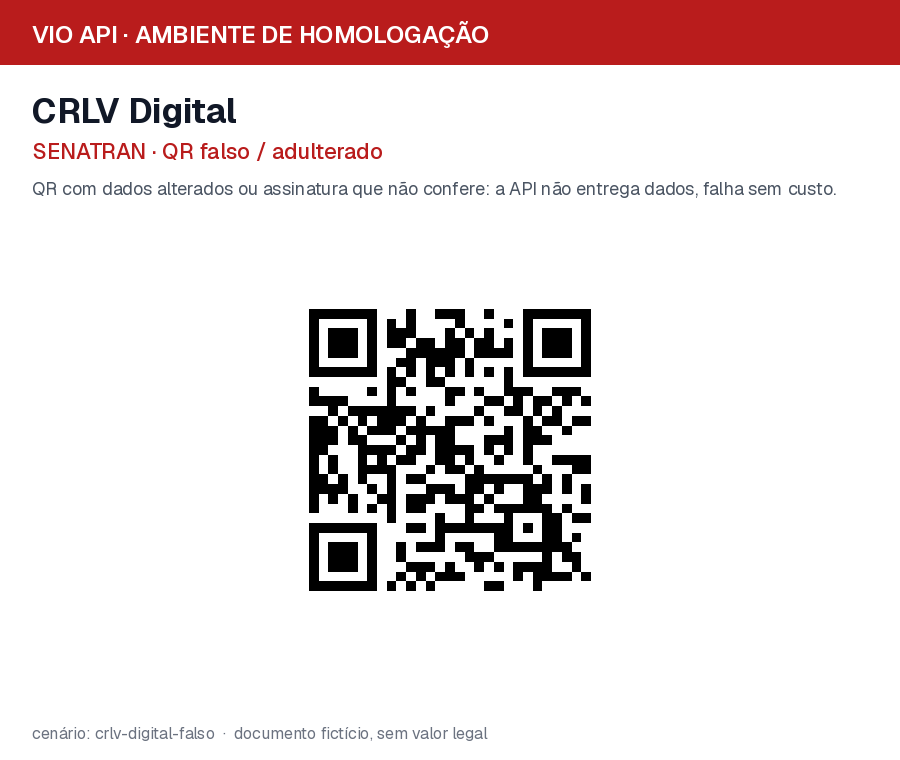 VIO API · AMBIENTE DE HOMOLOGAÇÃO
CRLV Digital
SENATRAN · QR falso / adulterado
QR com dados alterados ou assinatura que não confere: a API não entrega dados, falha sem custo.
cenário: crlv-digital-falso · documento fictício, sem valor legal